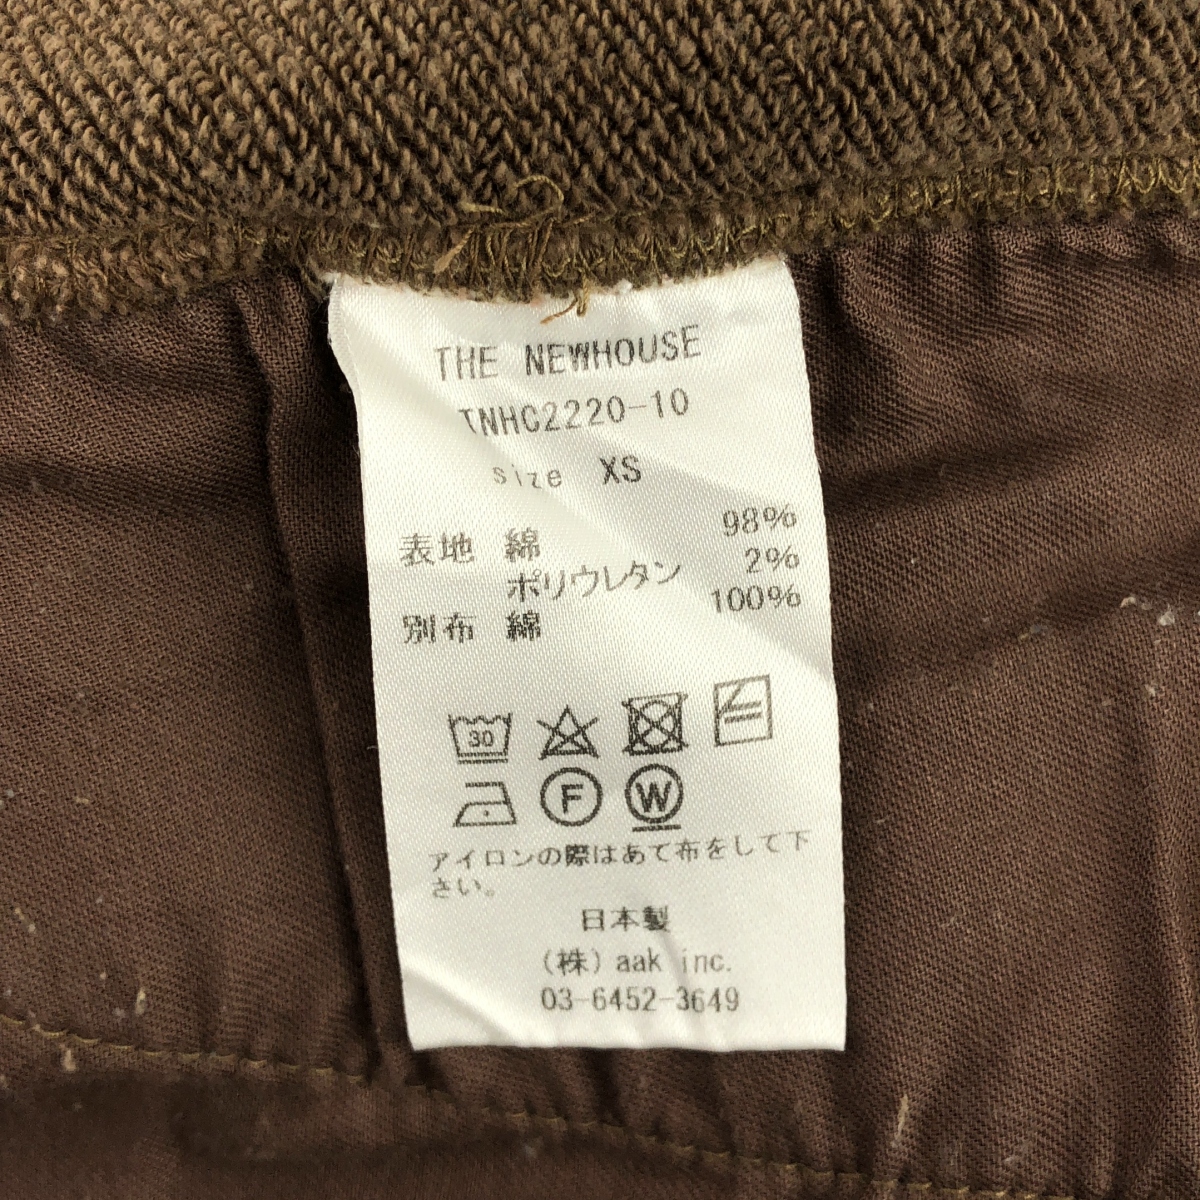 THE NEWHOUSE
TNHC2220-10
size XS
表地 綿 98%
ポリウレタン 2%
別布 綿 100%
30
F W
アイロンの際はあて布をして下
さい。
日本製
(株) aak inc.
03-6452-3649